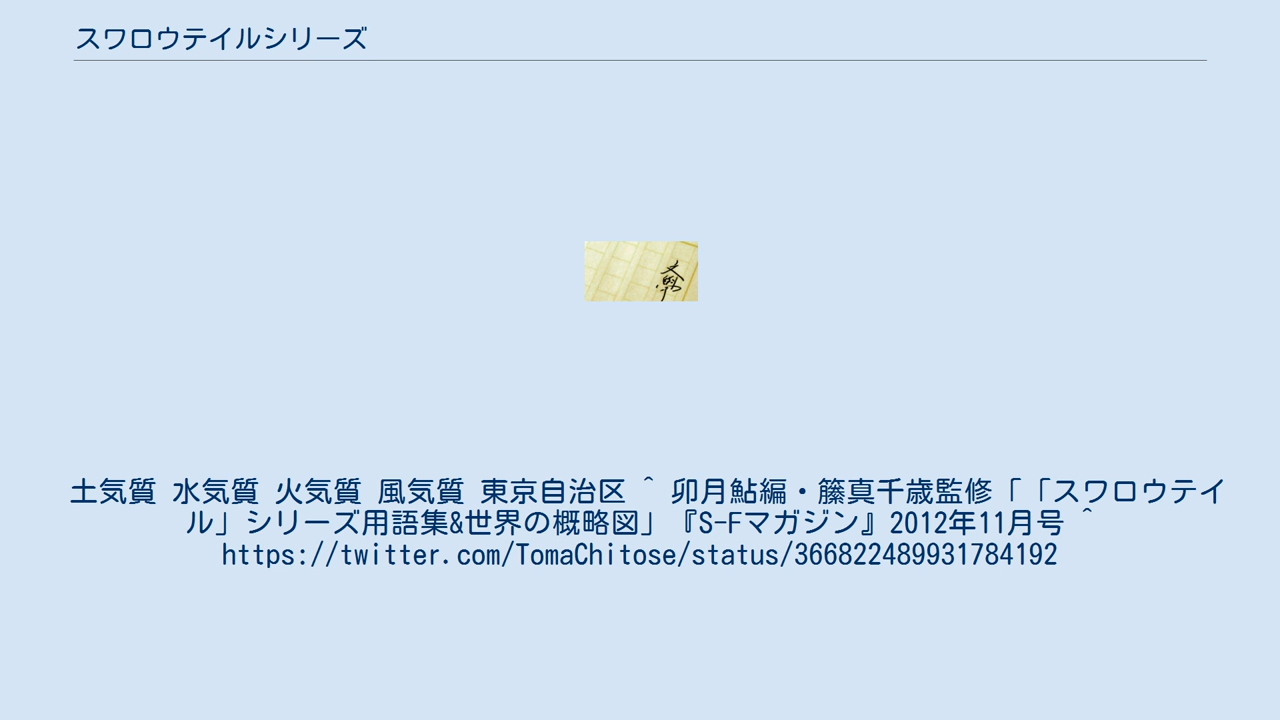 スワロウテイルシリーズ
土気質 水気質 火気質 風気質 東京自治区 ^ 卯月鮎編・籐真千歳監修「「スワロウテイ
ル」シリーズ用語集&世界の概略図」『S-Fマガジン』2012年11月号 ^
https://twitter.com/TomaChitose/status/366822489931784192